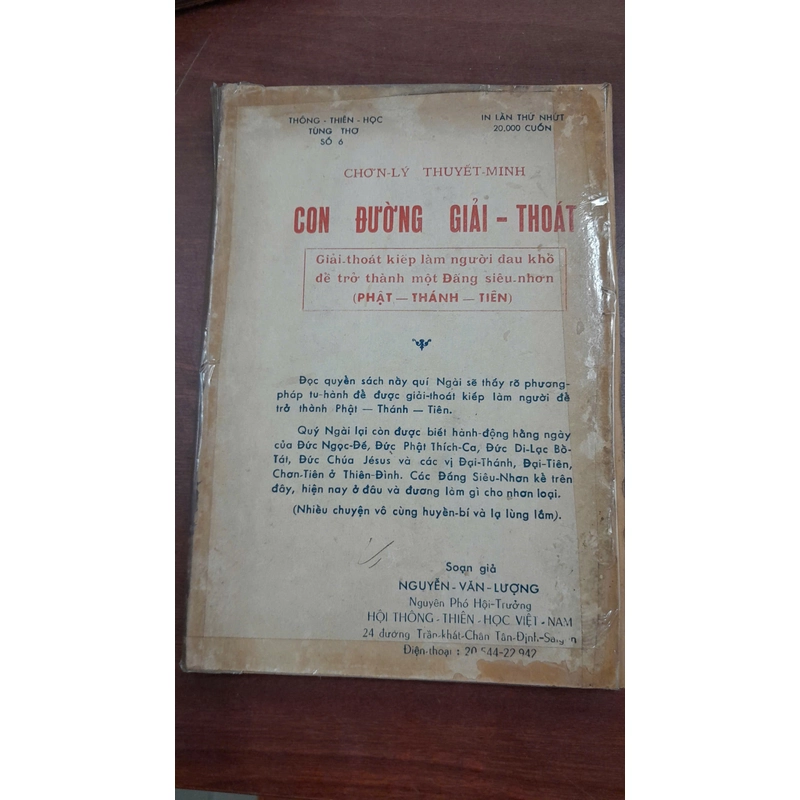 THÔNG - THIÊN - HỌC
TÙNG THƠ
SỐ 6
IN LẦN THỨ NHỨT
20,000 CUỐN
CHƠN-LÝ THUYẾT-MINH
CON ĐƯỜNG GIẢI - THOÁT
Giải-thoát kiếp làm người đau khổ
để trở thành một Đấng siêu-nhơn
(PHẬT — THÁNH — TIÊN)
Đọc quyển sách nầy quí Ngài sẽ thấy rõ phương-
pháp tu-hành để được giải-thoát kiếp làm người để
trở thành Phật — Thánh — Tiên.
Quý Ngài lại còn được biết hành-động hằng ngày
của Đức Ngọc-Đế, Đức Phật Thích-Ca, Đức Di-Lạc Bồ-
Tát, Đức Chúa Jésus và các vị Đại-Thánh, Đại-Tiên,
Chơn-Tiên ở Thiên-Đình. Các Đấng Siêu-Nhơn kể trên
đây, hiện nay ở đâu và đương làm gì cho nhơn loại.
(Nhiều chuyện vô cùng huyền-bí và lạ lùng lắm).
Soạn giả
NGUYỄN - VĂN - LƯỢNG
Nguyên Phó Hội-Trưởng
HỘI THÔNG - THIÊN - HỌC VIỆT - NAM
24 đường Trần-khát-Chân Tân-Định-
Điện-thoại :